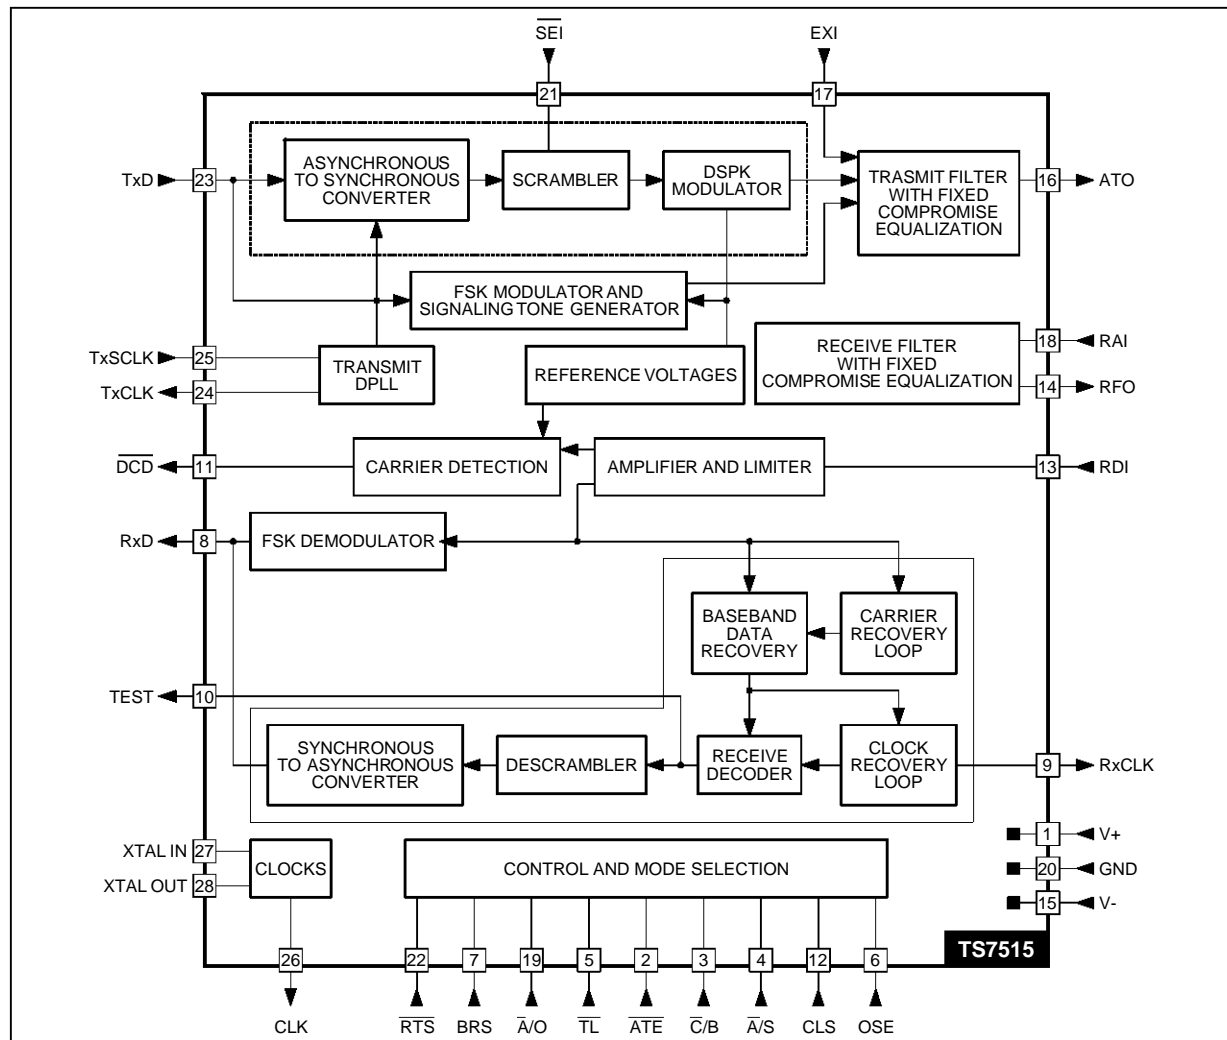 S̅E̅I̅
EXI
21
17
TxD
23
ASYNCHRONOUS
TO SYNCHRONOUS
CONVERTER
SCRAMBLER
DSPK
MODULATOR
TRASMIT FILTER
WITH FIXED
COMPROMISE
EQUALIZATION
16
ATO
FSK MODULATOR AND
SIGNALING TONE GENERATOR
TxSCLK
25
TxCLK
24
TRANSMIT
DPLL
REFERENCE VOLTAGES
RECEIVE FILTER
WITH FIXED
COMPROMISE EQUALIZATION
18
RAI
14
RFO
D̅C̅D̅
11
CARRIER DETECTION
AMPLIFIER AND LIMITER
13
RDI
RxD
8
FSK DEMODULATOR
BASEBAND
DATA
RECOVERY
CARRIER
RECOVERY
LOOP
TEST
10
SYNCHRONOUS
TO ASYNCHRONOUS
CONVERTER
DESCRAMBLER
RECEIVE
DECODER
CLOCK
RECOVERY
LOOP
9
RxCLK
XTAL IN
27
XTAL OUT
28
CLOCKS
CONTROL AND MODE SELECTION
1
V+
20
GND
15
V-
TS7515
26
22
7
19
5
2
3
4
12
6
CLK
R̅T̅S̅
BRS
A̅/O
T̅L̅
A̅T̅E̅
C̅/B
A̅/S
CLS
OSE